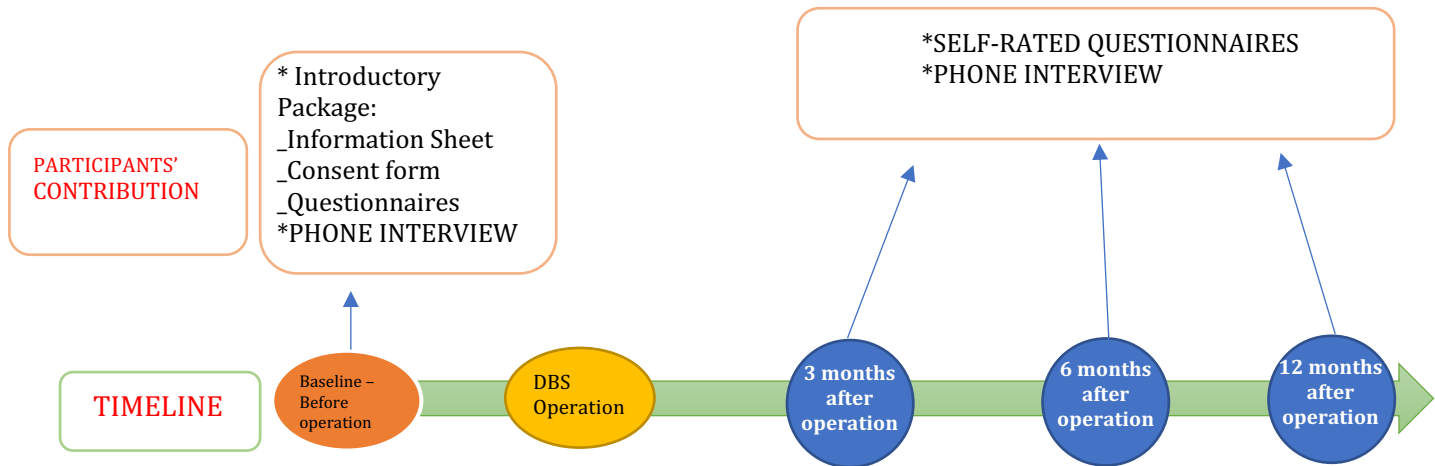 * Introductory
Package:
_Information Sheet
_Consent form
_Questionnaires
*PHONE INTERVIEW
*SELF-RATED QUESTIONNAIRES
*PHONE INTERVIEW
PARTICIPANTS’
CONTRIBUTION
TIMELINE
Baseline –
Before
operation
DBS
Operation
3 months
after
operation
6 months
after
operation
12 months
after
operation